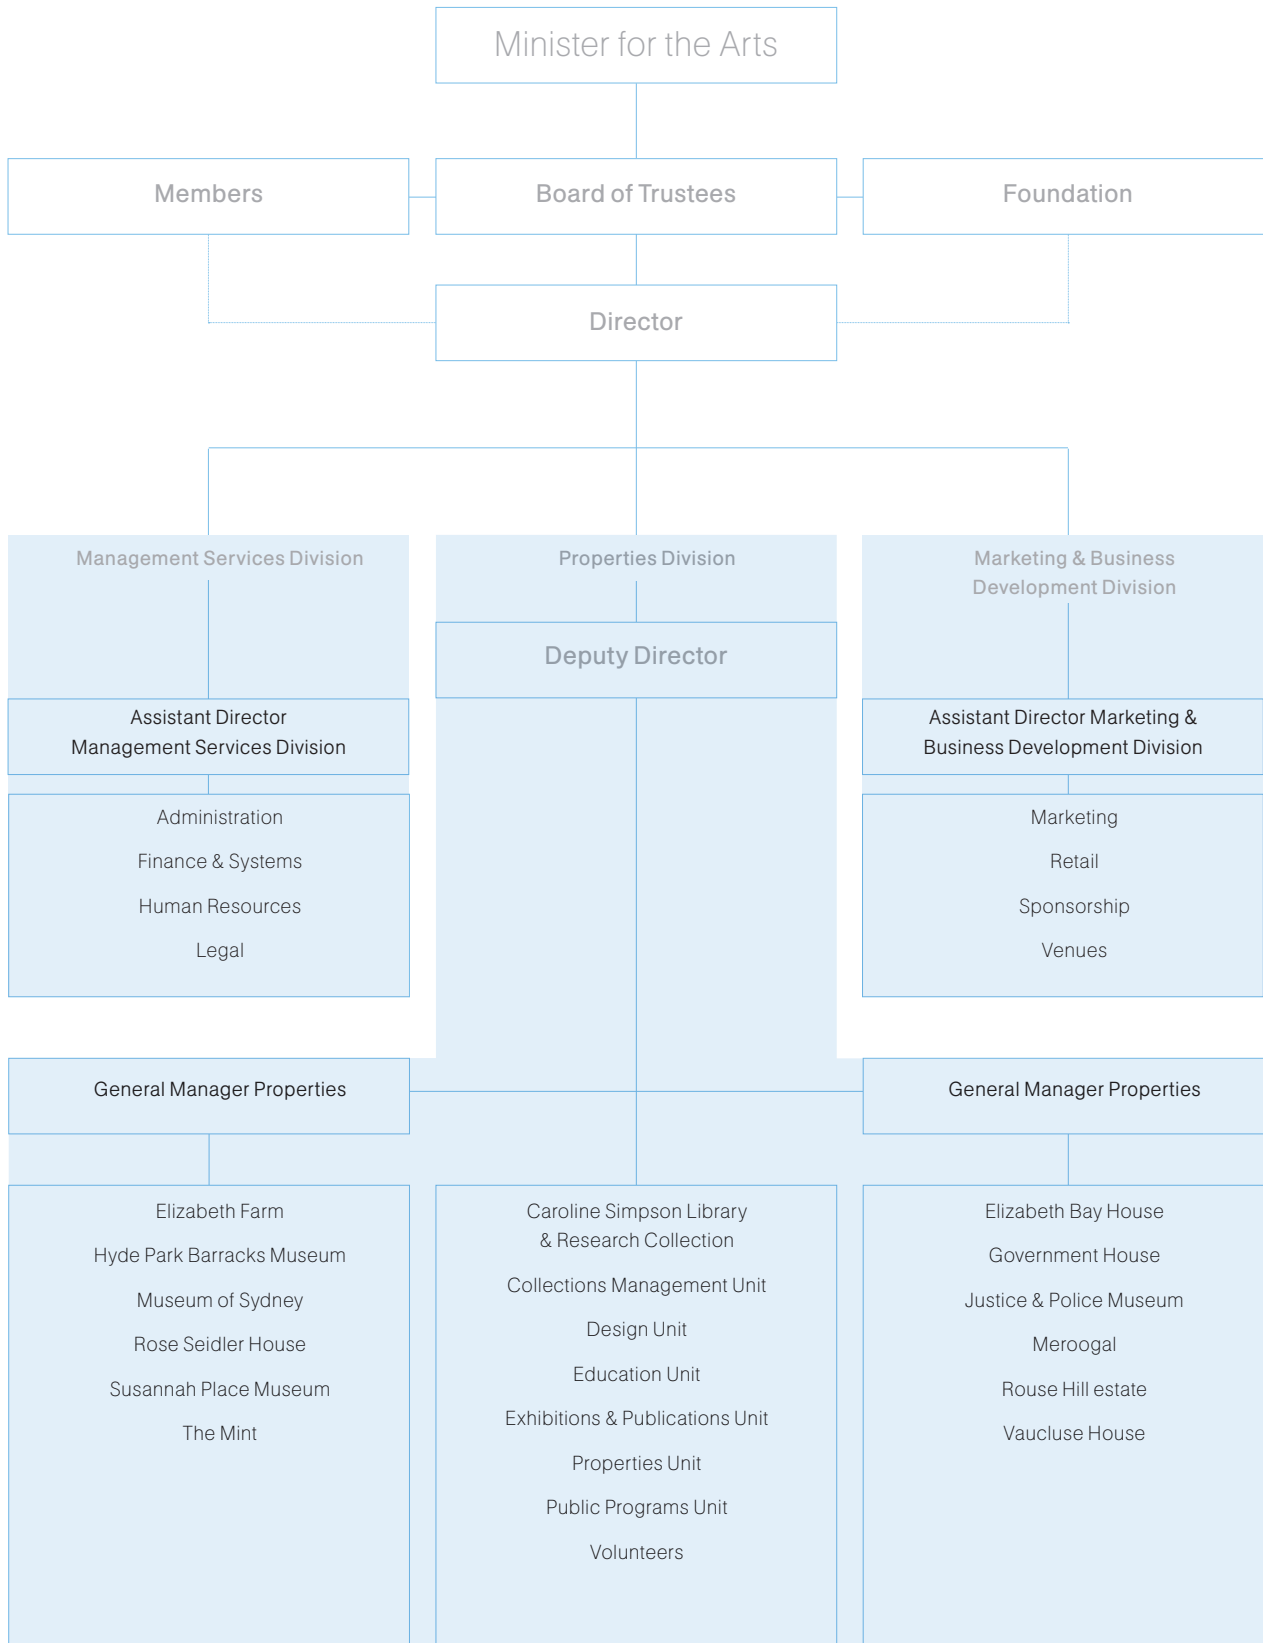 Minister for the Arts
Members
Board of Trustees
Foundation
Director
Management Services Division
Properties Division
Marketing & Business
Development Division
Deputy Director
Assistant Director
Management Services Division
Assistant Director Marketing &
Business Development Division
Administration
Finance & Systems
Human Resources
Legal
Marketing
Retail
Sponsorship
Venues
General Manager Properties
General Manager Properties
Elizabeth Farm
Hyde Park Barracks Museum
Museum of Sydney
Rose Seidler House
Susannah Place Museum
The Mint
Caroline Simpson Library
& Research Collection
Collections Management Unit
Design Unit
Education Unit
Exhibitions & Publications Unit
Properties Unit
Public Programs Unit
Volunteers
Elizabeth Bay House
Government House
Justice & Police Museum
Meroogal
Rouse Hill estate
Vaucluse House